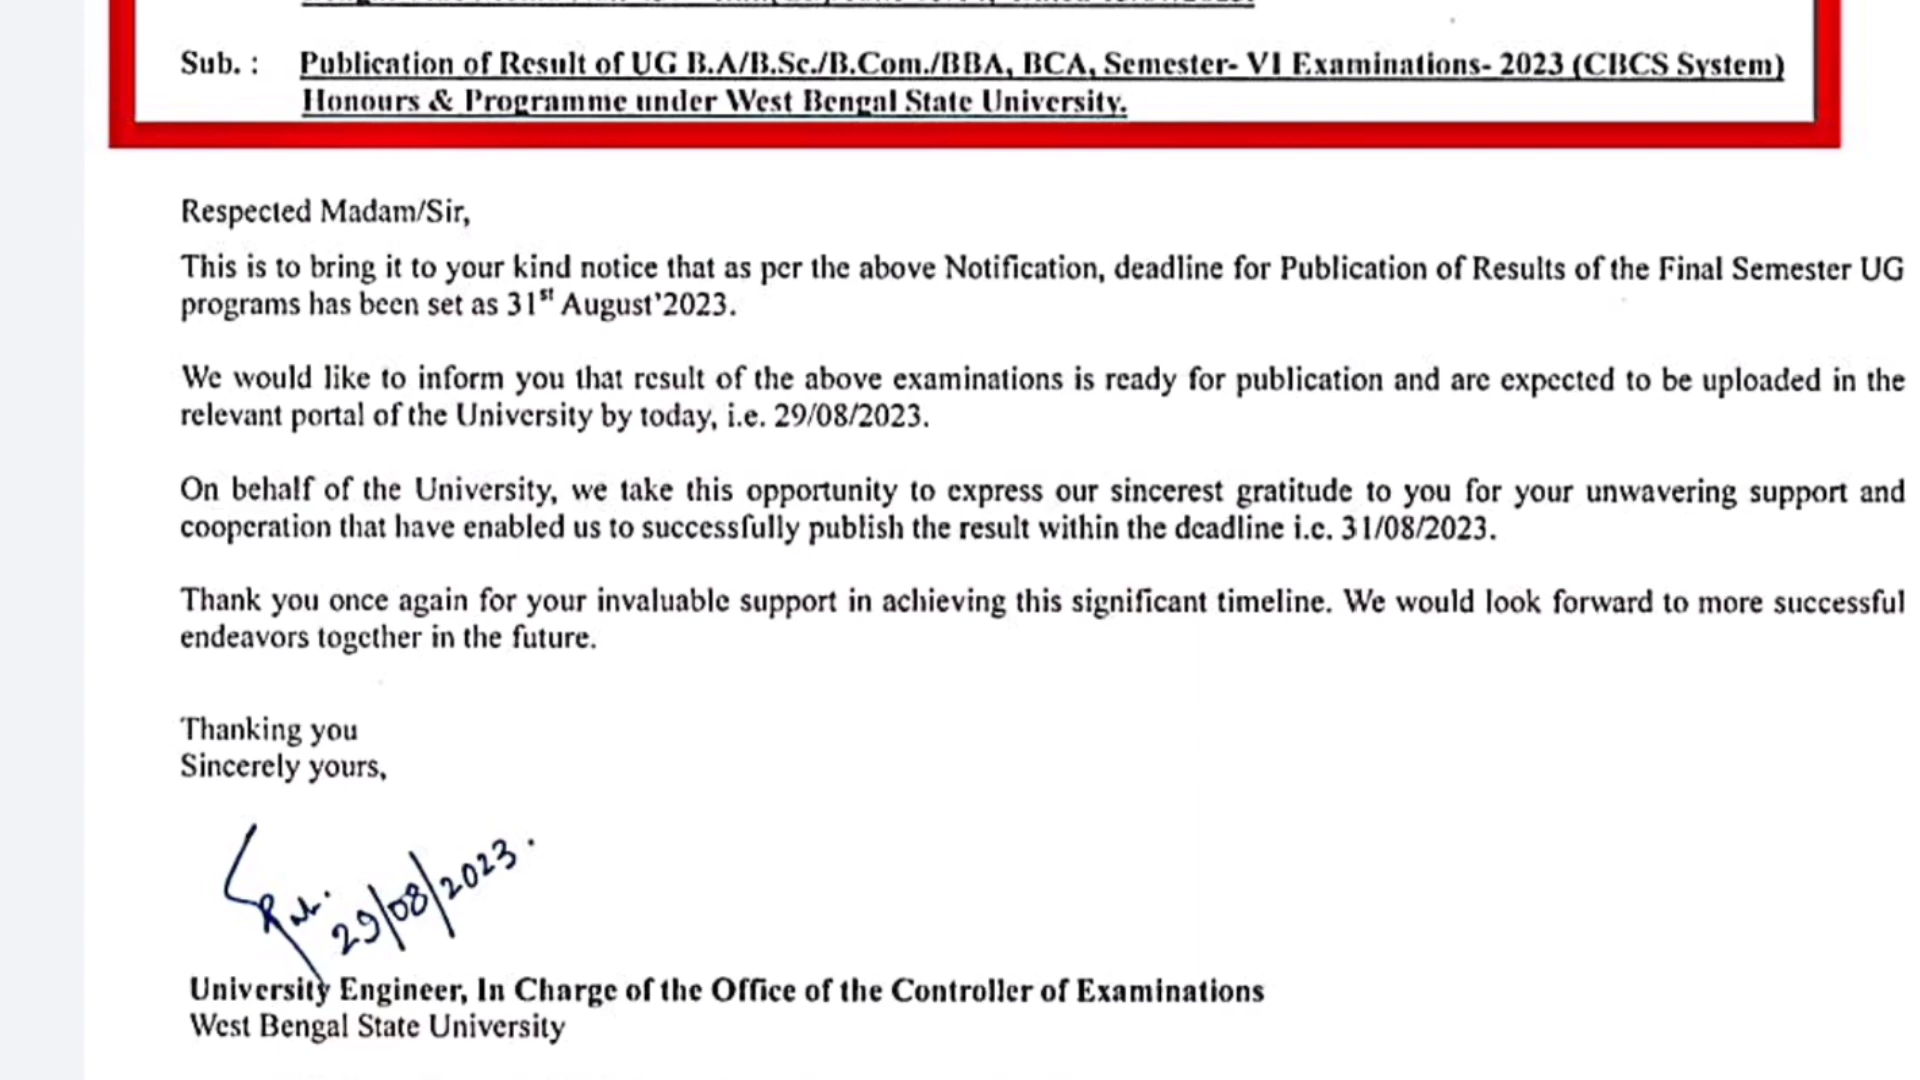 Sub. : Publication of Result of UG B.A/B.Sc./B.Com./BBA, BCA, Semester- VI Examinations- 2023 (CBCS System)
Honours & Programme under West Bengal State University.
Respected Madam/Sir,
This is to bring it to your kind notice that as per the above Notification, deadline for Publication of Results of the Final Semester UG
programs has been set as 31st August'2023.
We would like to inform you that result of the above examinations is ready for publication and are expected to be uploaded in the
relevant portal of the University by today, i.e. 29/08/2023.
On behalf of the University, we take this opportunity to express our sincerest gratitude to you for your unwavering support and
cooperation that have enabled us to successfully publish the result within the deadline i.e. 31/08/2023.
Thank you once again for your invaluable support in achieving this significant timeline. We would look forward to more successful
endeavors together in the future.
Thanking you
Sincerely yours,
29/08/2023.
University Engineer, In Charge of the Office of the Controller of Examinations
West Bengal State University